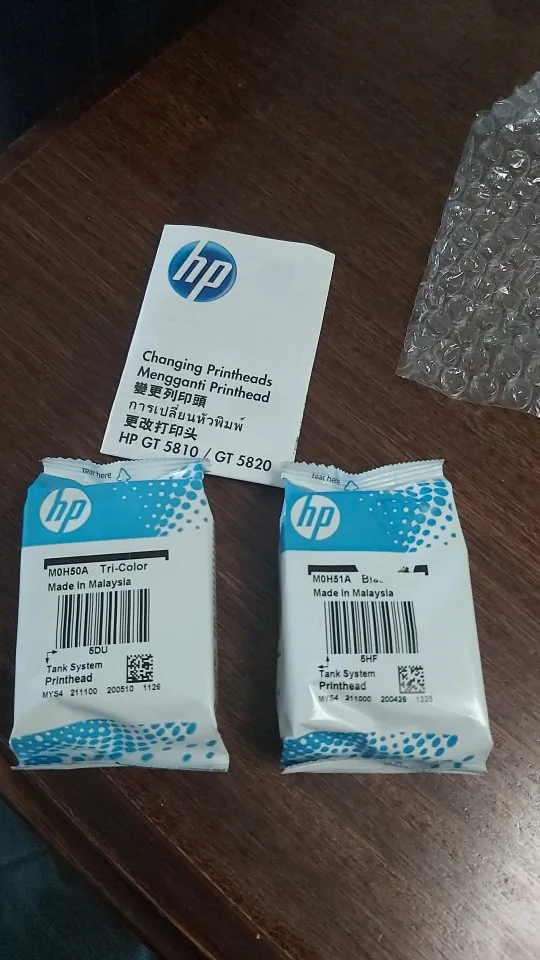 hp
Changing Printheads
Mengganti Printhead
變更列印頭
การเปลี่ยนหัวพิมพ์
更改打印头
HP GT 5810 / GT 5820
tear here
hp
M0H50A Tri-Color
Made in Malaysia
5DU
Tank System
Printhead
MYS4 211100 200510 1126
tear here
hp
M0H51A
Made in Malaysia
5HF
Tank System
Printhead
MYS4 211000 200426 1325